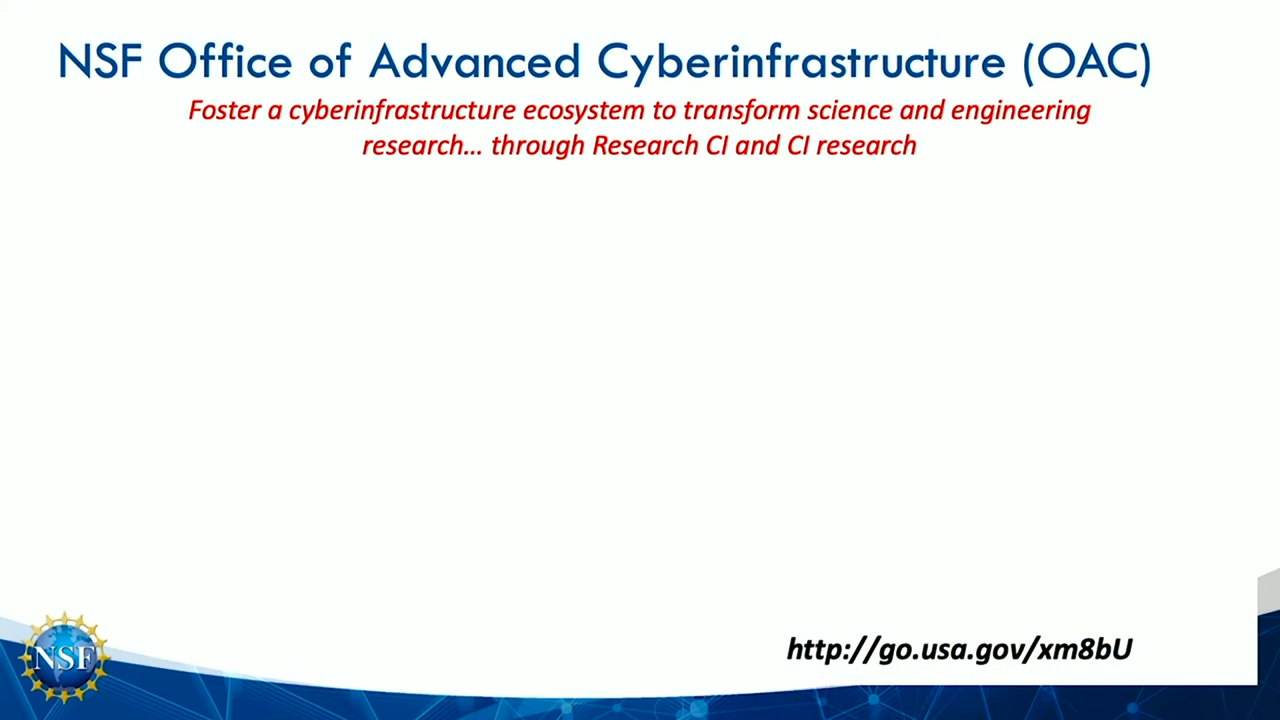 NSF Office of Advanced Cyberinfrastructure (OAC)
Foster a cyberinfrastructure ecosystem to transform science and engineering
research... through Research CI and CI research
http://go.usa.gov/xm8bU
NSF